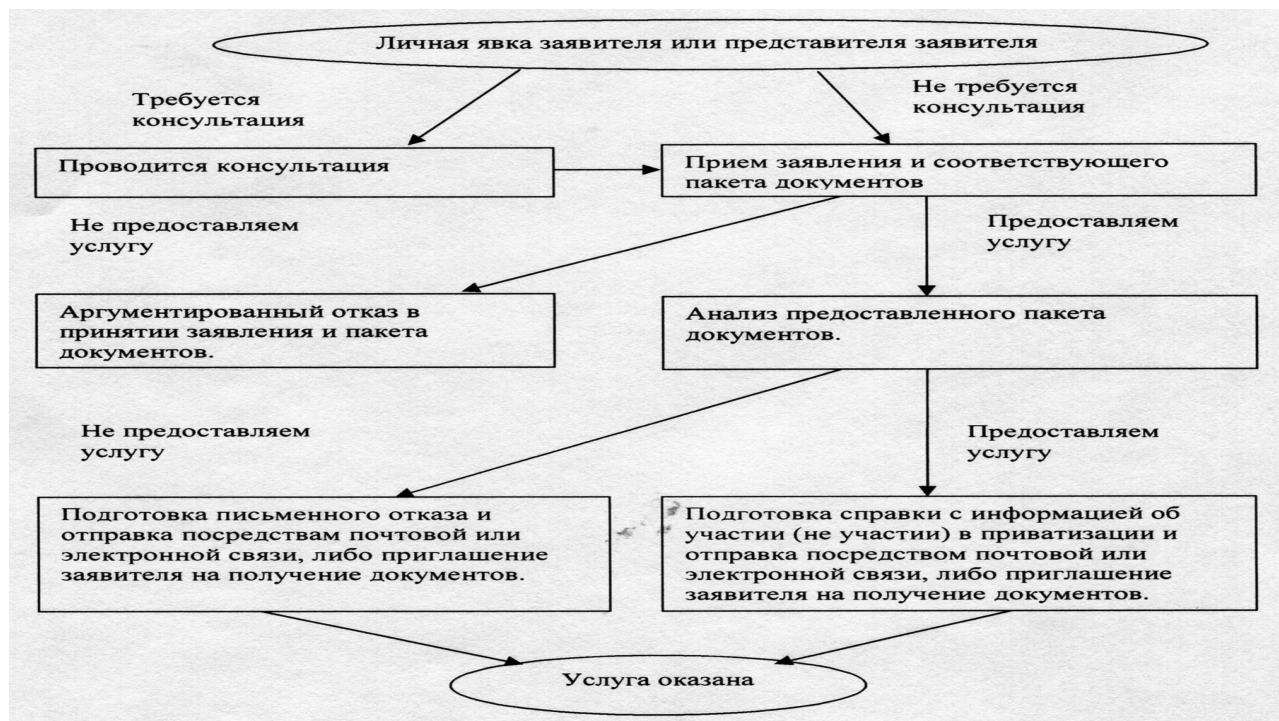 Личная явка заявителя или представителя заявителя
Требуется
консультация
Не требуется
консультация
Проводится консультация
Прием заявления и соответствующего
пакета документов
Не предоставляем
услугу
Предоставляем
услугу
Аргументированный отказ в
принятии заявления и пакета
документов.
Анализ предоставленного пакета
документов.
Не предоставляем
услугу
Предоставляем
услугу
Подготовка письменного отказа и
отправка посредствам почтовой или
электронной связи, либо приглашение
заявителя на получение документов.
Подготовка справки с информацией об
участии (не участии) в приватизации и
отправка посредством почтовой или
электронной связи, либо приглашение
заявителя на получение документов.
Услуга оказана